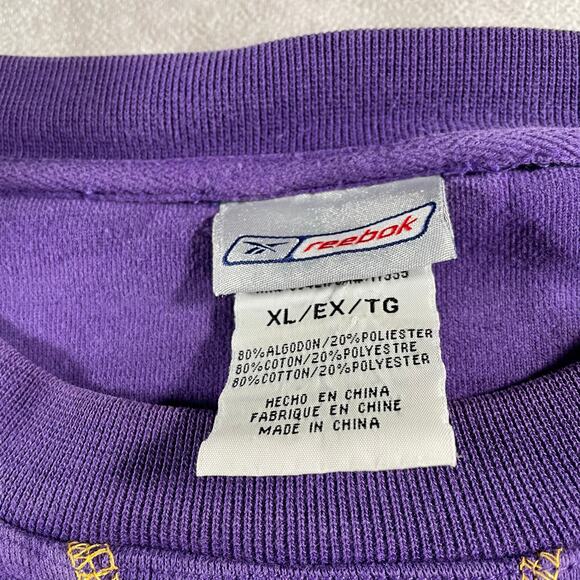 reebok
XL/EX/TG
80%ALGODON/20%POLIESTER
80%COTON/20%POLYESTRE
80%COTTON/20%POLYESTER
HECHO EN CHINA
FABRIQUE EN CHINE
MADE IN CHINA